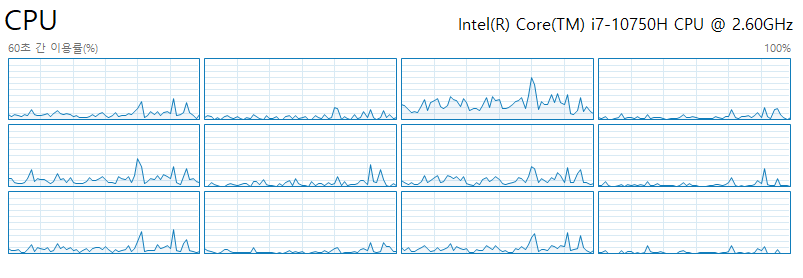 CPU
Intel(R) Core(TM) i7-10750H CPU @ 2.60GHz
60초 간 이용률(%)
100%